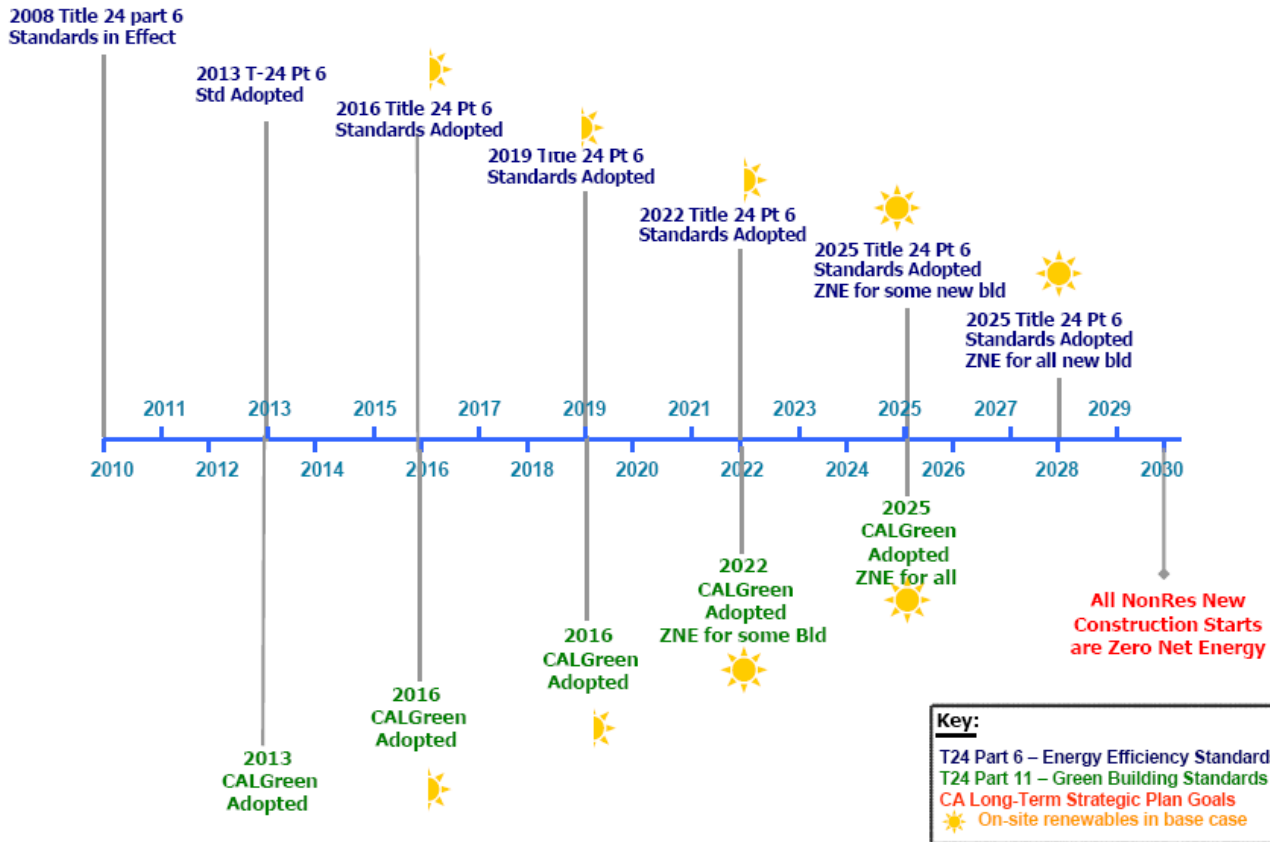 2008 Title 24 part 6
Standards in Effect
2013 T-24 Pt 6
Std Adopted
2016 Title 24 Pt 6
Standards Adopted
2019 Title 24 Pt 6
Standards Adopted
2022 Title 24 Pt 6
Standards Adopted
2025 Title 24 Pt 6
Standards Adopted
ZNE for some new bld
2025 Title 24 Pt 6
Standards Adopted
ZNE for all new bld
2011 2013 2015 2017 2019 2021 2023 2025 2027 2029
2010 2012 2014 2016 2018 2020 2022 2024 2026 2028 2030
2013
CALGreen
Adopted
2016
CALGreen
Adopted
2016
CALGreen
Adopted
2022
CALGreen
Adopted
ZNE for some Bld
2025
CALGreen
Adopted
ZNE for all
All NonRes New
Construction Starts
are Zero Net Energy
Key:
T24 Part 6 – Energy Efficiency Standard
T24 Part 11 – Green Building Standards
CA Long-Term Strategic Plan Goals
On-site renewables in base case